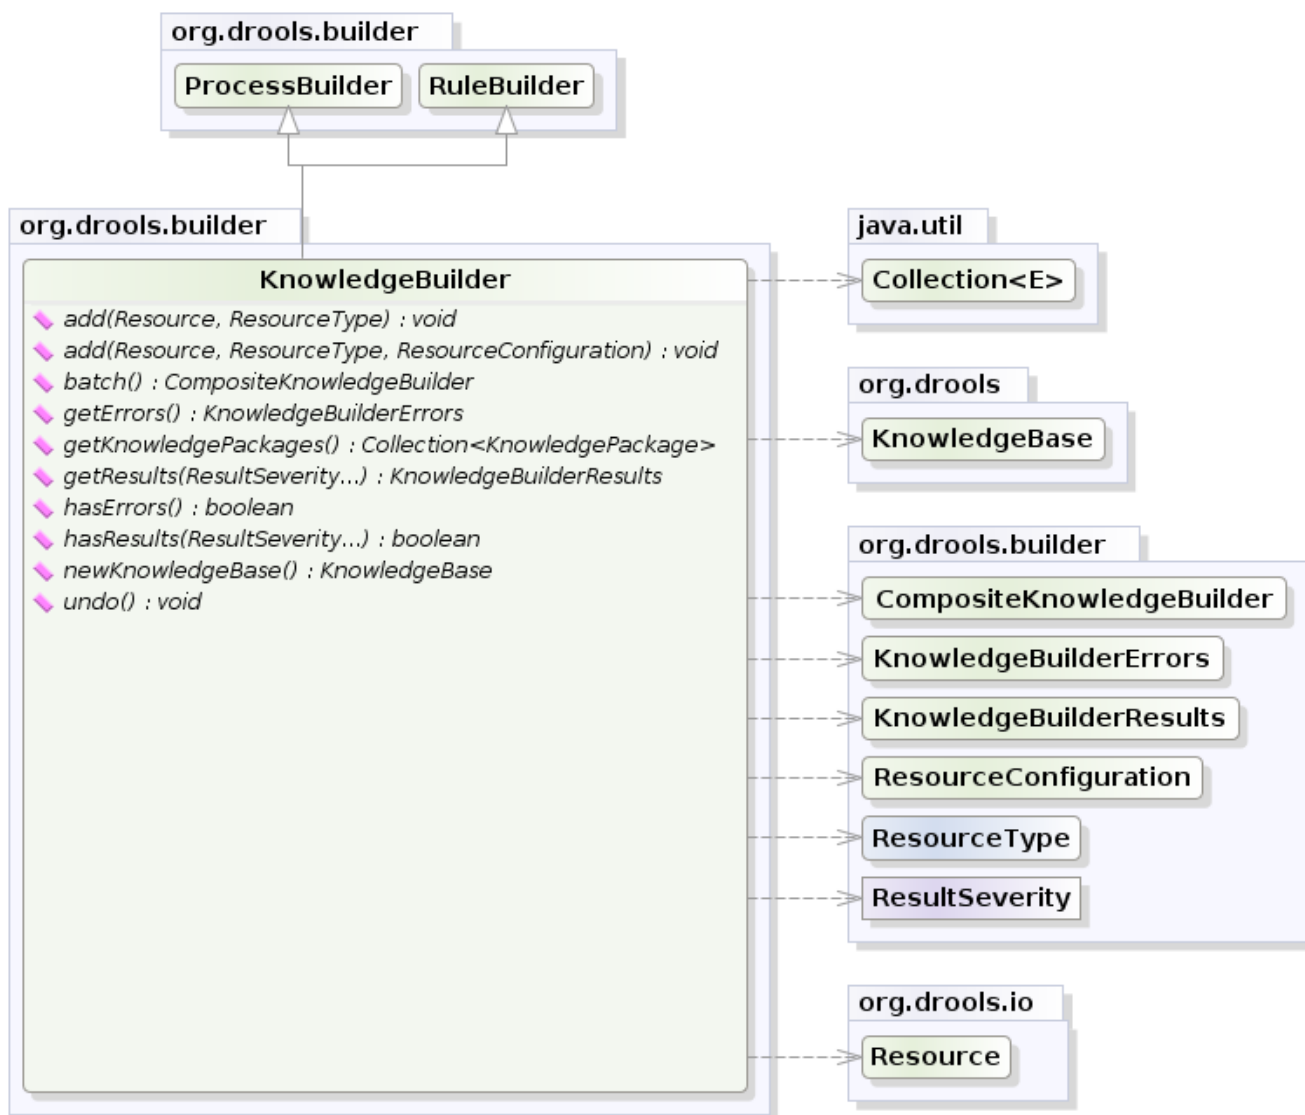 org.drools.builder
ProcessBuilder
RuleBuilder
org.drools.builder
KnowledgeBuilder
add(Resource, ResourceType) : void
add(Resource, ResourceType, ResourceConfiguration) : void
batch() : CompositeKnowledgeBuilder
getErrors() : KnowledgeBuilderErrors
getKnowledgePackages() : Collection<KnowledgePackage>
getResults(ResultSeverity...) : KnowledgeBuilderResults
hasErrors() : boolean
hasResults(ResultSeverity...) : boolean
newKnowledgeBase() : KnowledgeBase
undo() : void
java.util
Collection<E>
org.drools
KnowledgeBase
org.drools.builder
CompositeKnowledgeBuilder
KnowledgeBuilderErrors
KnowledgeBuilderResults
ResourceConfiguration
ResourceType
ResultSeverity
org.drools.io
Resource